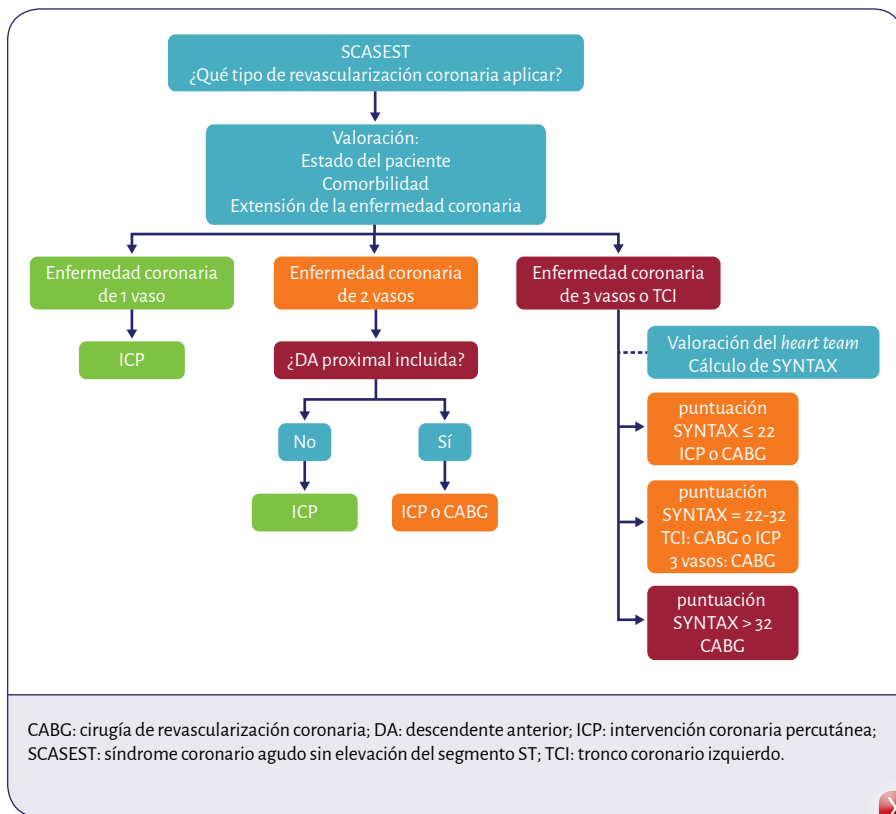 SCASEST
¿Qué tipo de revascularización coronaria aplicar?
Valoración:
Estado del paciente
Comorbilidad
Extensión de la enfermedad coronaria
Enfermedad coronaria
de 1 vaso
Enfermedad coronaria
de 2 vasos
Enfermedad coronaria
de 3 vasos o TCI
ICP
¿DA proximal incluida?
Valoración del heart team
Cálculo de SYNTAX
No
Sí
puntuación
SYNTAX ≤ 22
ICP o CABG
ICP
ICP o CABG
puntuación
SYNTAX = 22-32
TCI: CABG o ICP
3 vasos: CABG
puntuación
SYNTAX > 32
CABG
CABG: cirugía de revascularización coronaria; DA: descendente anterior; ICP: intervención coronaria percutánea;
SCASEST: síndrome coronario agudo sin elevación del segmento ST; TCI: tronco coronario izquierdo.